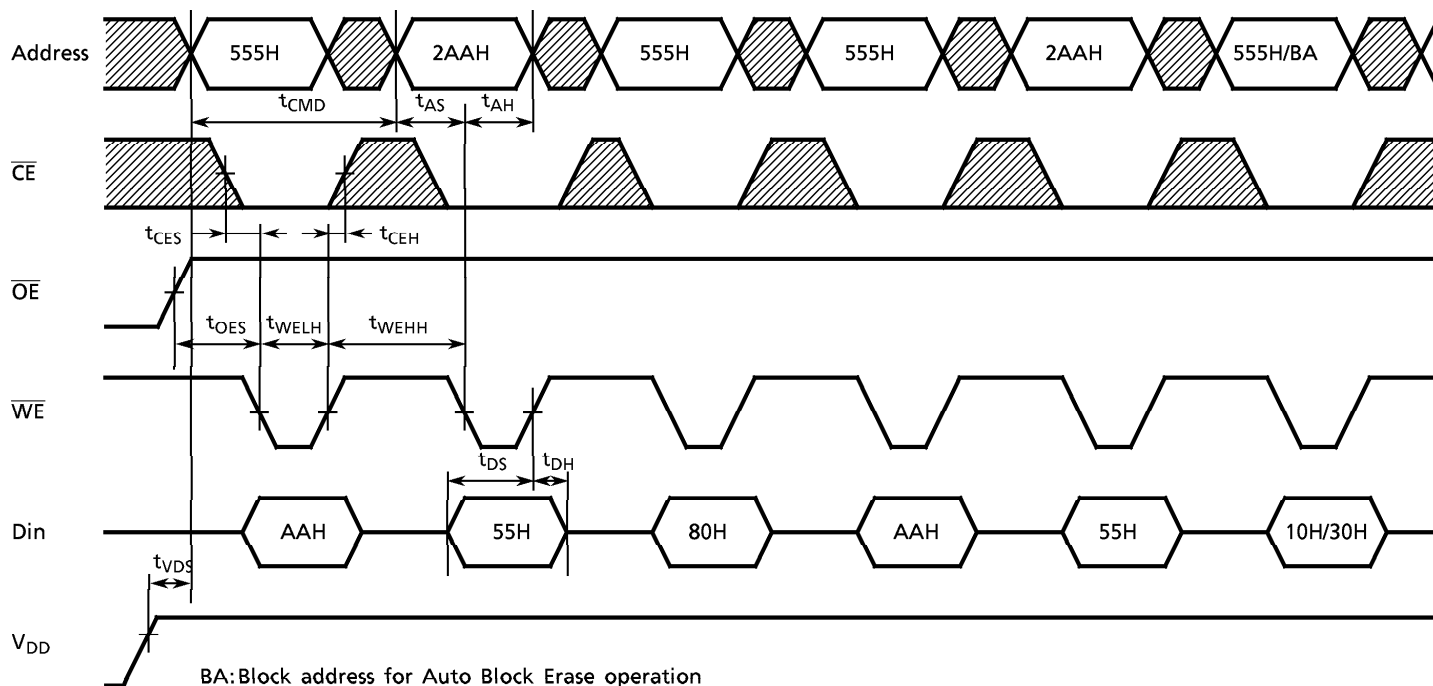 Address 555H 2AAH 555H 555H 2AAH 555H/BA
tCMD tAS tAH
CE
tCES tCEH
OE
tOES tWELH tWEHH
WE
tDS tDH
Din AAH 55H 80H AAH 55H 10H/30H
tVDS
VDD
BA: Block address for Auto Block Erase operation